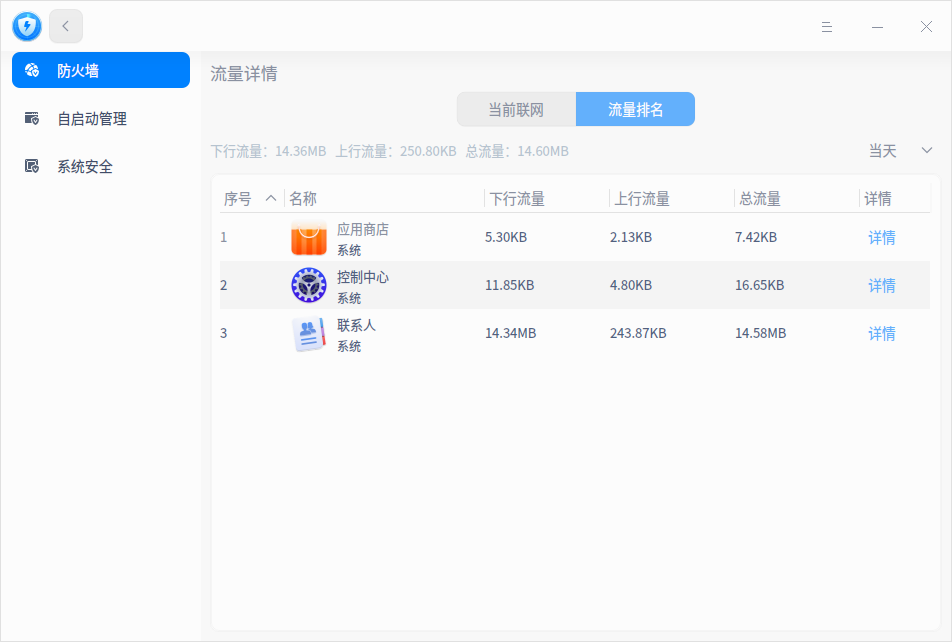 防火墙
自启动管理
系统安全
流量详情
当前联网 流量排名
下行流量：14.36MB 上行流量：250.80KB 总流量：14.60MB 当天
序号 名称 下行流量 上行流量 总流量 详情
1 应用商店 系统 5.30KB 2.13KB 7.42KB 详情
2 控制中心 系统 11.85KB 4.80KB 16.65KB 详情
3 联系人 系统 14.34MB 243.87KB 14.58MB 详情